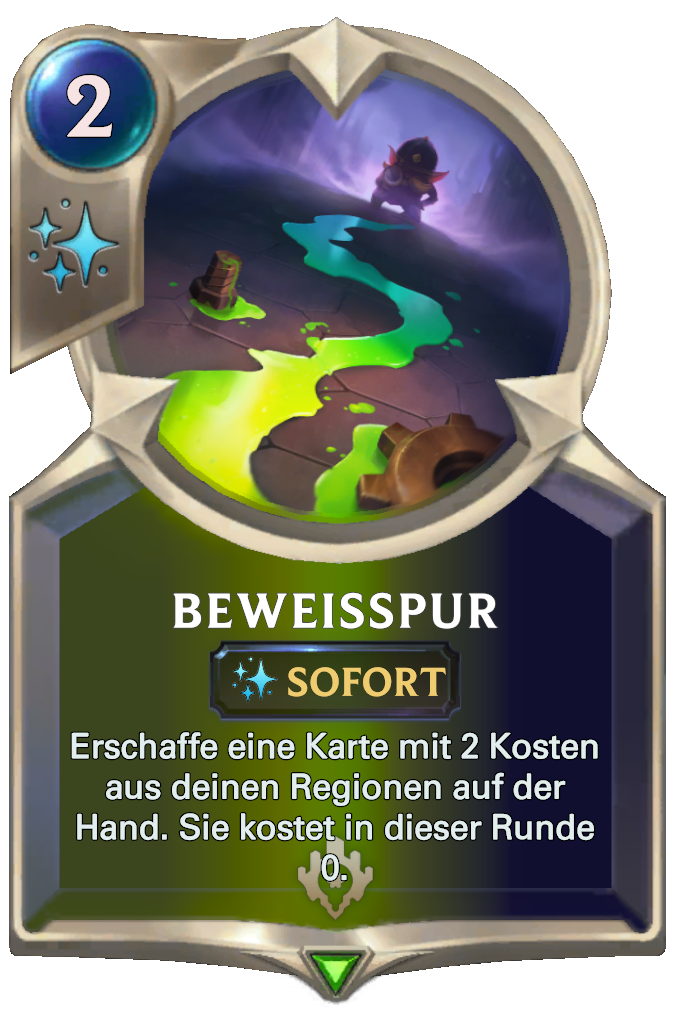 2
BEWEISSPUR
SOFORT
Erschaffe eine Karte mit 2 Kosten
aus deinen Regionen auf der
Hand. Sie kostet in dieser Runde
0.